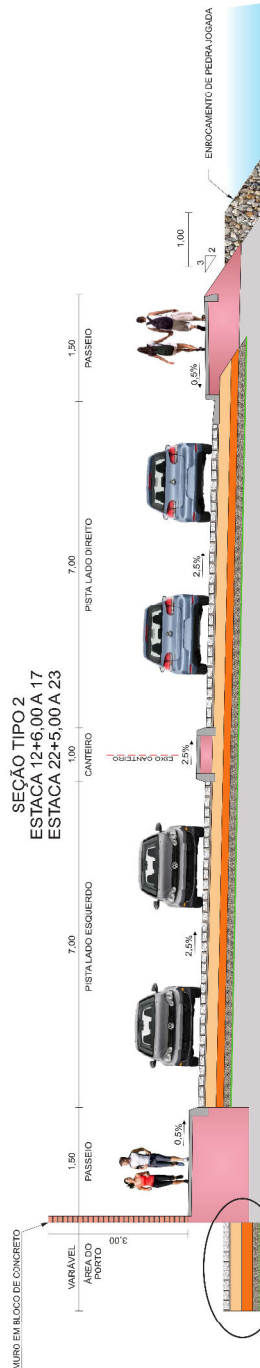 SEÇÃO TIPO 2
ESTACA 12+6,00 A 17
ESTACA 22+5,00 A 23
MURO EM BLOCO DE CONCRETO
VARIÁVEL
ÁREA DO
PORTO
3,00
1,50
PASSEIO
0,5%
7,00
PISTA LADO ESQUERDO
2,5%
1,00
CANTEIRO
EIXO CANTEIRO
2,5%
7,00
PISTA LADO DIREITO
2,5%
1,50
PASSEIO
0,5%
3
2
1,00
ENROCAMENTO DE PEDRA JOGADA